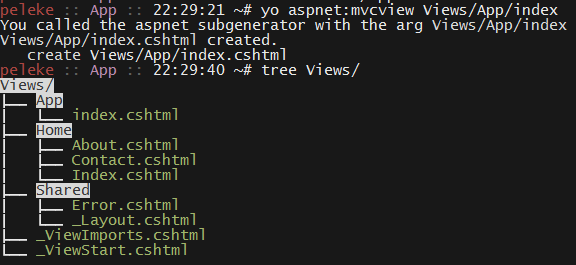 peleke :: App :: 22:29:21 ~# yo aspnet:mvcview Views/App/index
You called the aspnet subgenerator with the arg Views/App/index
Views/App/index.cshtml created.
   create Views/App/index.cshtml
peleke :: App :: 22:29:40 ~# tree Views/
Views/
├── App
│   └── index.cshtml
├── Home
│   ├── About.cshtml
│   ├── Contact.cshtml
│   └── Index.cshtml
├── Shared
│   ├── Error.cshtml
│   └── _Layout.cshtml
├── _ViewImports.cshtml
└── _ViewStart.cshtml